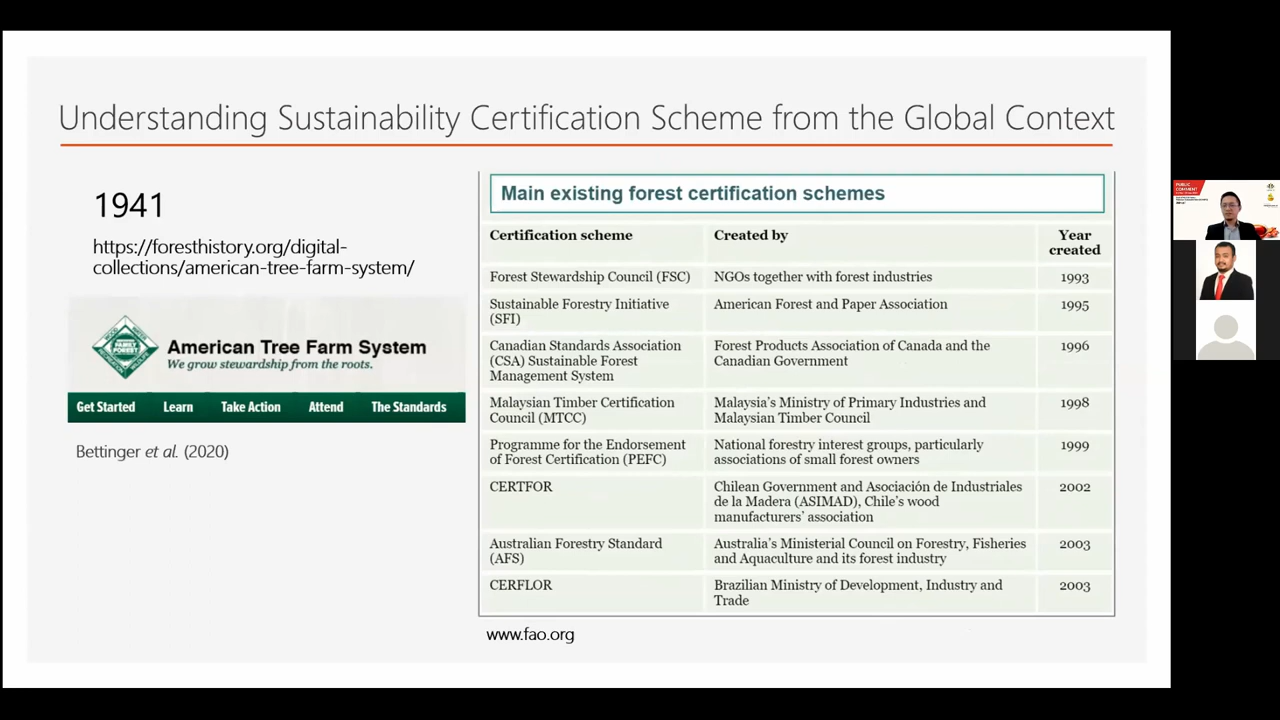 Understanding Sustainability Certification Scheme from the Global Context
1941
https://foresthistory.org/digital-
collections/american-tree-farm-system/
American Tree Farm System
We grow stewardship from the roots.
Get Started Learn Take Action Attend The Standards
Bettinger et al. (2020)
Main existing forest certification schemes
Certification scheme Created by Year
created
Forest Stewardship Council (FSC) NGOs together with forest industries 1993
Sustainable Forestry Initiative American Forest and Paper Association 1995
(SFI)
Canadian Standards Association Forest Products Association of Canada and the 1996
(CSA) Sustainable Forest Canadian Government
Management System
Malaysian Timber Certification Malaysia's Ministry of Primary Industries and 1998
Council (MTCC) Malaysian Timber Council
Programme for the Endorsement National forestry interest groups, particularly 1999
of Forest Certification (PEFC) associations of small forest owners
CERTFOR Chilean Government and Asociación de Industriales 2002
de la Madera (ASIMAD), Chile's wood
manufacturers' association
Australian Forestry Standard Australia's Ministerial Council on Forestry, Fisheries 2003
(AFS) and Aquaculture and its forest industry
CERFLOR Brazilian Ministry of Development, Industry and 2003
Trade
www.fao.org
PUBLIC
COMMENT